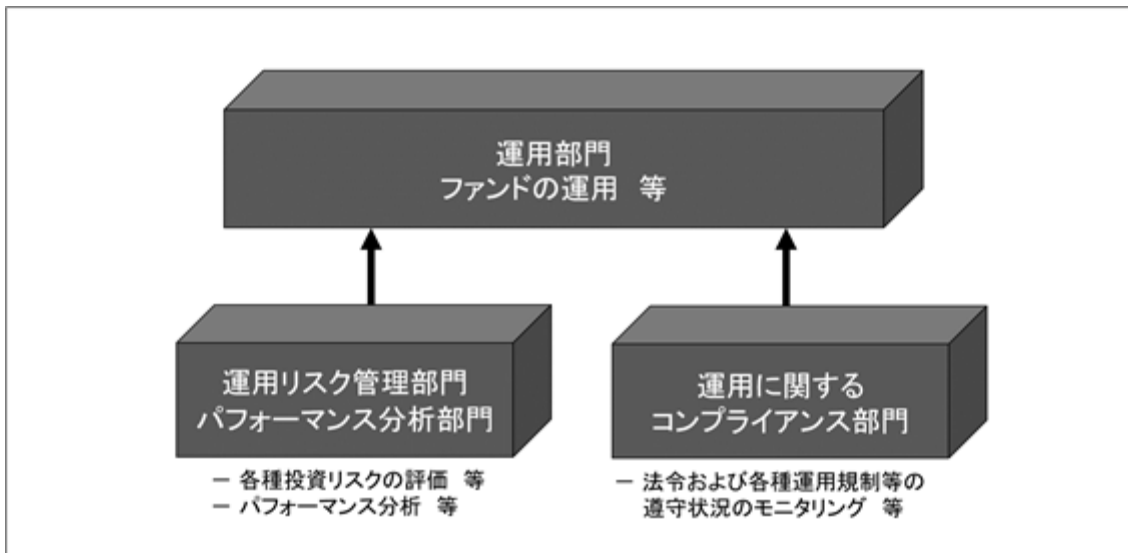 運用部門
ファンドの運用 等
運用リスク管理部門
パフォーマンス分析部門
－ 各種投資リスクの評価 等
－ パフォーマンス分析 等
運用に関する
コンプライアンス部門
－ 法令および各種運用規制等の
遵守状況のモニタリング 等